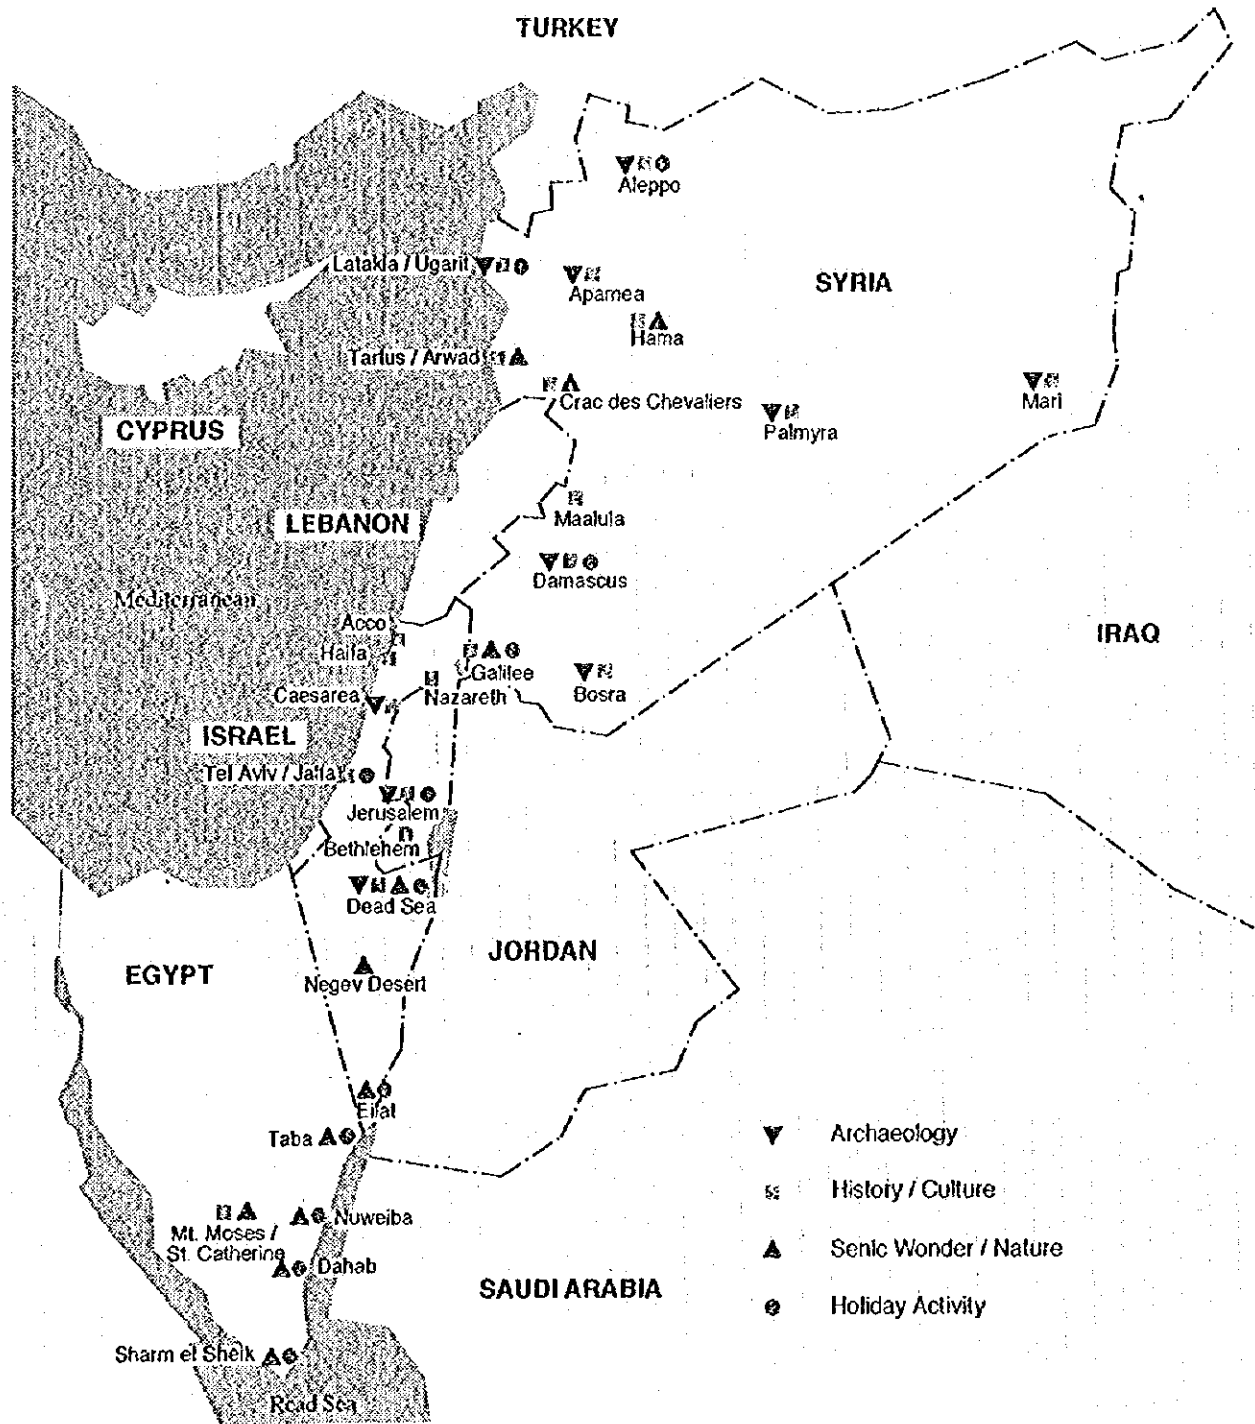 TURKEY
Aleppo
Latakia / Ugarit
Apamea
SYRIA
Hama
Tartus / Arwad
Crac des Chevaliers
Mari
Palmyra
CYPRUS
LEBANON
Maalula
Damascus
Mediterranean
Acco
IRAQ
Haifa
Galilee
Nazareth
Bosra
Caesarea
ISRAEL
Tel Aviv / Jaffa
Jerusalem
Bethlehem
Dead Sea
JORDAN
EGYPT
Negev Desert
Eilat
Taba
Archaeology
History / Culture
Nuweiba
Mt. Moses /
St. Catherine
Senic Wonder / Nature
Dahab
SAUDI ARABIA
Holiday Activity
Sharm el Sheik
Read Sea